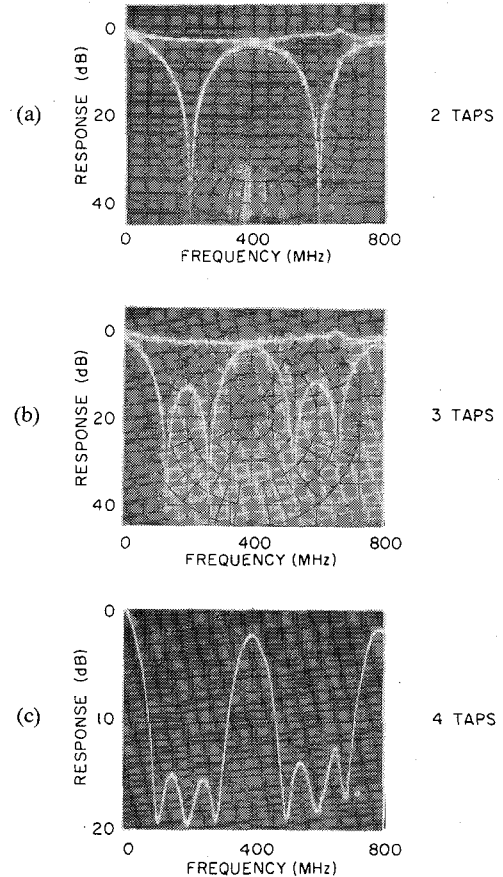 0
20
40
RESPONSE (dB)
(a)
2 TAPS
0 400 800
FREQUENCY (MHz)
0
20
40
RESPONSE (dB)
(b)
3 TAPS
0 400 800
FREQUENCY (MHz)
0
10
20
RESPONSE (dB)
(c)
4 TAPS
0 400 800
FREQUENCY (MHz)